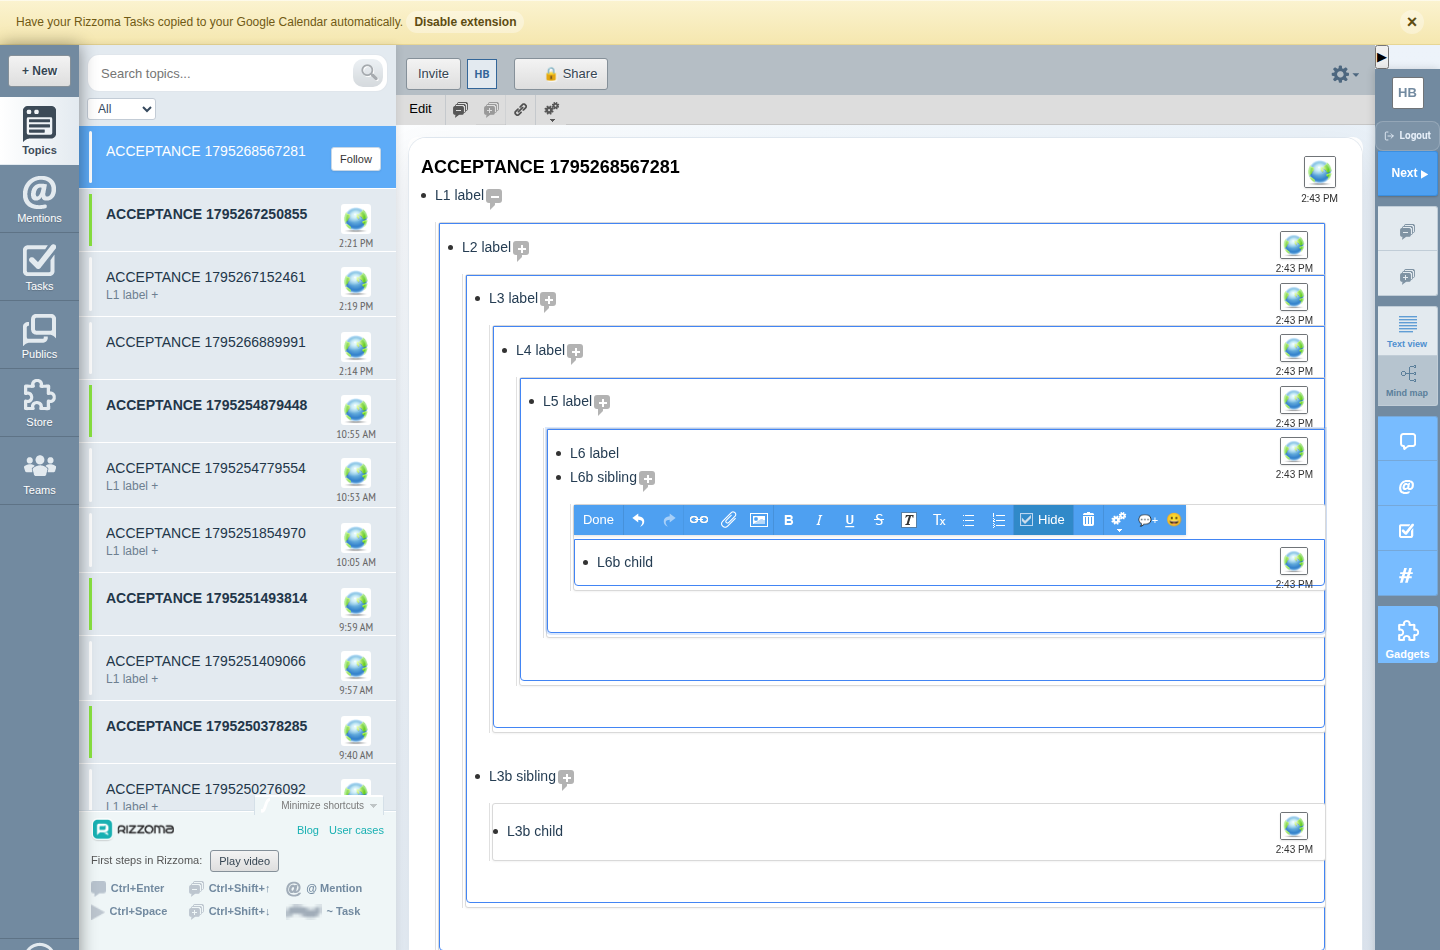 Have your Rizzoma Tasks copied to your Google Calendar automatically. Disable extension ✕
+ New
Topics
Mentions
Tasks
Publics
Store
Teams
Search topics...
All
ACCEPTANCE 1795268567281
Follow
ACCEPTANCE 1795267250855
2:21 PM
ACCEPTANCE 1795267152461
L1 label +
2:19 PM
ACCEPTANCE 1795266889991
2:14 PM
ACCEPTANCE 1795254879448
10:55 AM
ACCEPTANCE 1795254779554
L1 label +
10:53 AM
ACCEPTANCE 1795251854970
L1 label +
10:05 AM
ACCEPTANCE 1795251493814
9:59 AM
ACCEPTANCE 1795251409066
L1 label +
9:57 AM
ACCEPTANCE 1795250378285
9:40 AM
ACCEPTANCE 1795250276092
L1 label +
Minimize shortcuts
RIZZOMA
Blog User cases
First steps in Rizzoma: Play video
Ctrl+Enter Ctrl+Shift+↑ @ Mention
Ctrl+Space Ctrl+Shift+↓ ~ Task
Invite HB Share
Edit
ACCEPTANCE 1795268567281
2:43 PM
L1 label
L2 label
2:43 PM
L3 label
2:43 PM
L4 label
2:43 PM
L5 label
2:43 PM
L6 label
2:43 PM
L6b sibling
Done B I U S T Tx Hide
L6b child
2:43 PM
L3b sibling
L3b child
2:43 PM
HB
Logout
Next
Text view
Mind map
@
#
Gadgets